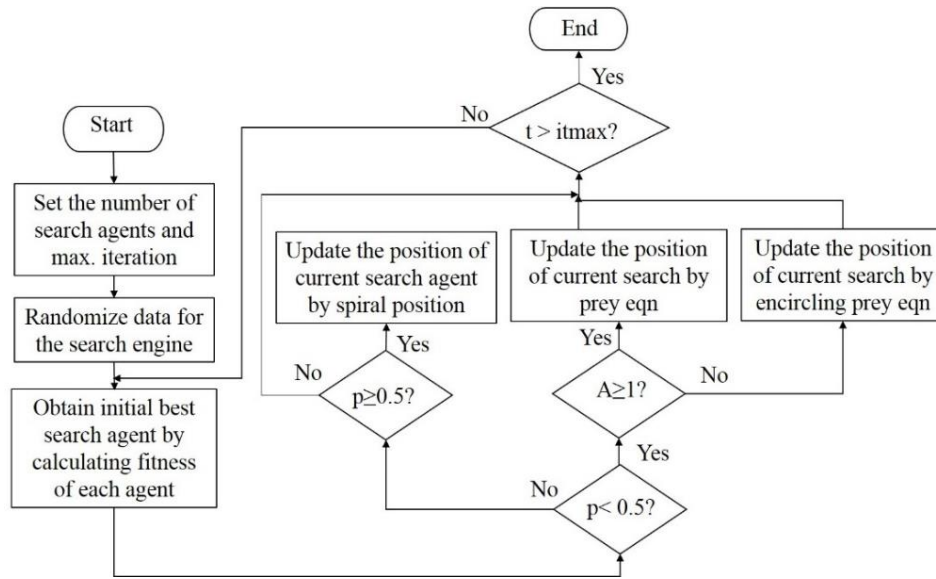 End
Yes
No
t > itmax?
Start
Set the number of
search agents and
max. iteration
Randomize data for
the search engine
Obtain initial best
search agent by
calculating fitness
of each agent
Update the position of
current search agent
by spiral position
Update the position
of current search by
prey eqn
Update the position
of current search by
encircling prey eqn
Yes
No
p≥0.5?
Yes
A≥1?
No
Yes
No
p< 0.5?